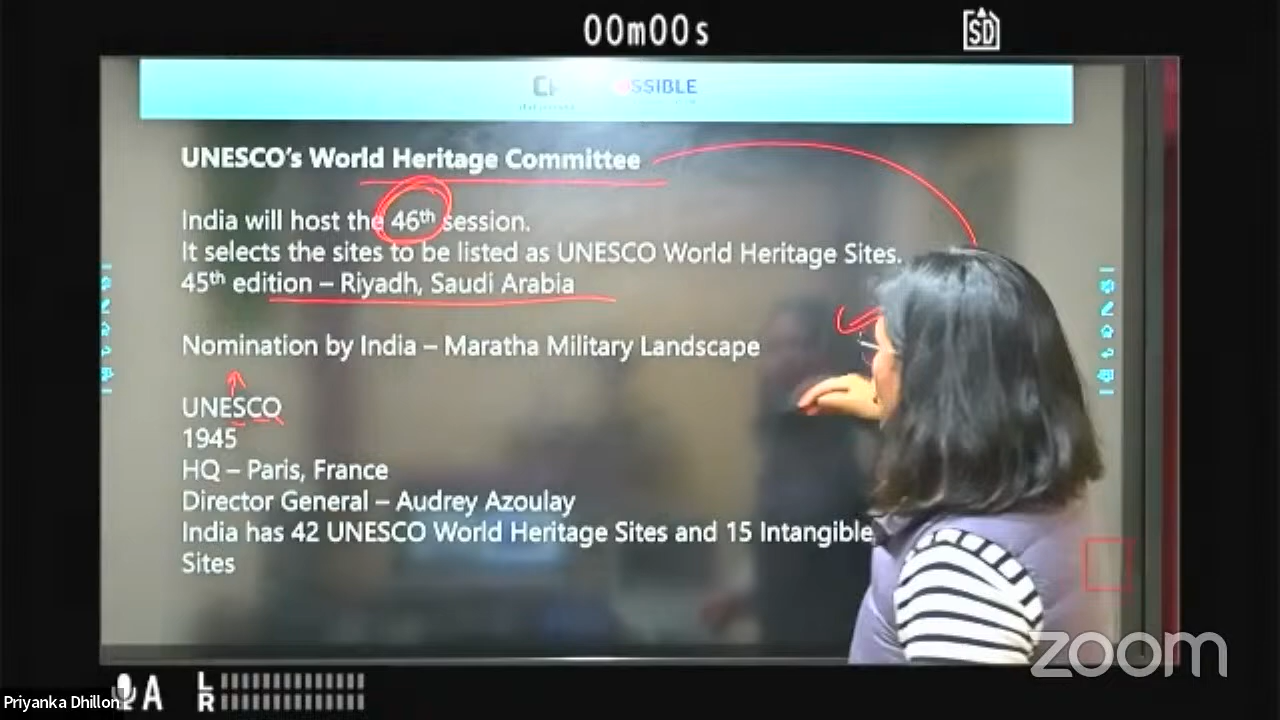 00m00s
SD
SSIBLE
UNESCO's World Heritage Committee
India will host the 46th session.
It selects the sites to be listed as UNESCO World Heritage Sites.
45th edition – Riyadh, Saudi Arabia
Nomination by India – Maratha Military Landscape
UNESCO
1945
HQ – Paris, France
Director General – Audrey Azoulay
India has 42 UNESCO World Heritage Sites and 15 Intangible
Sites
zoom
A
L
R
Priyanka Dhillon